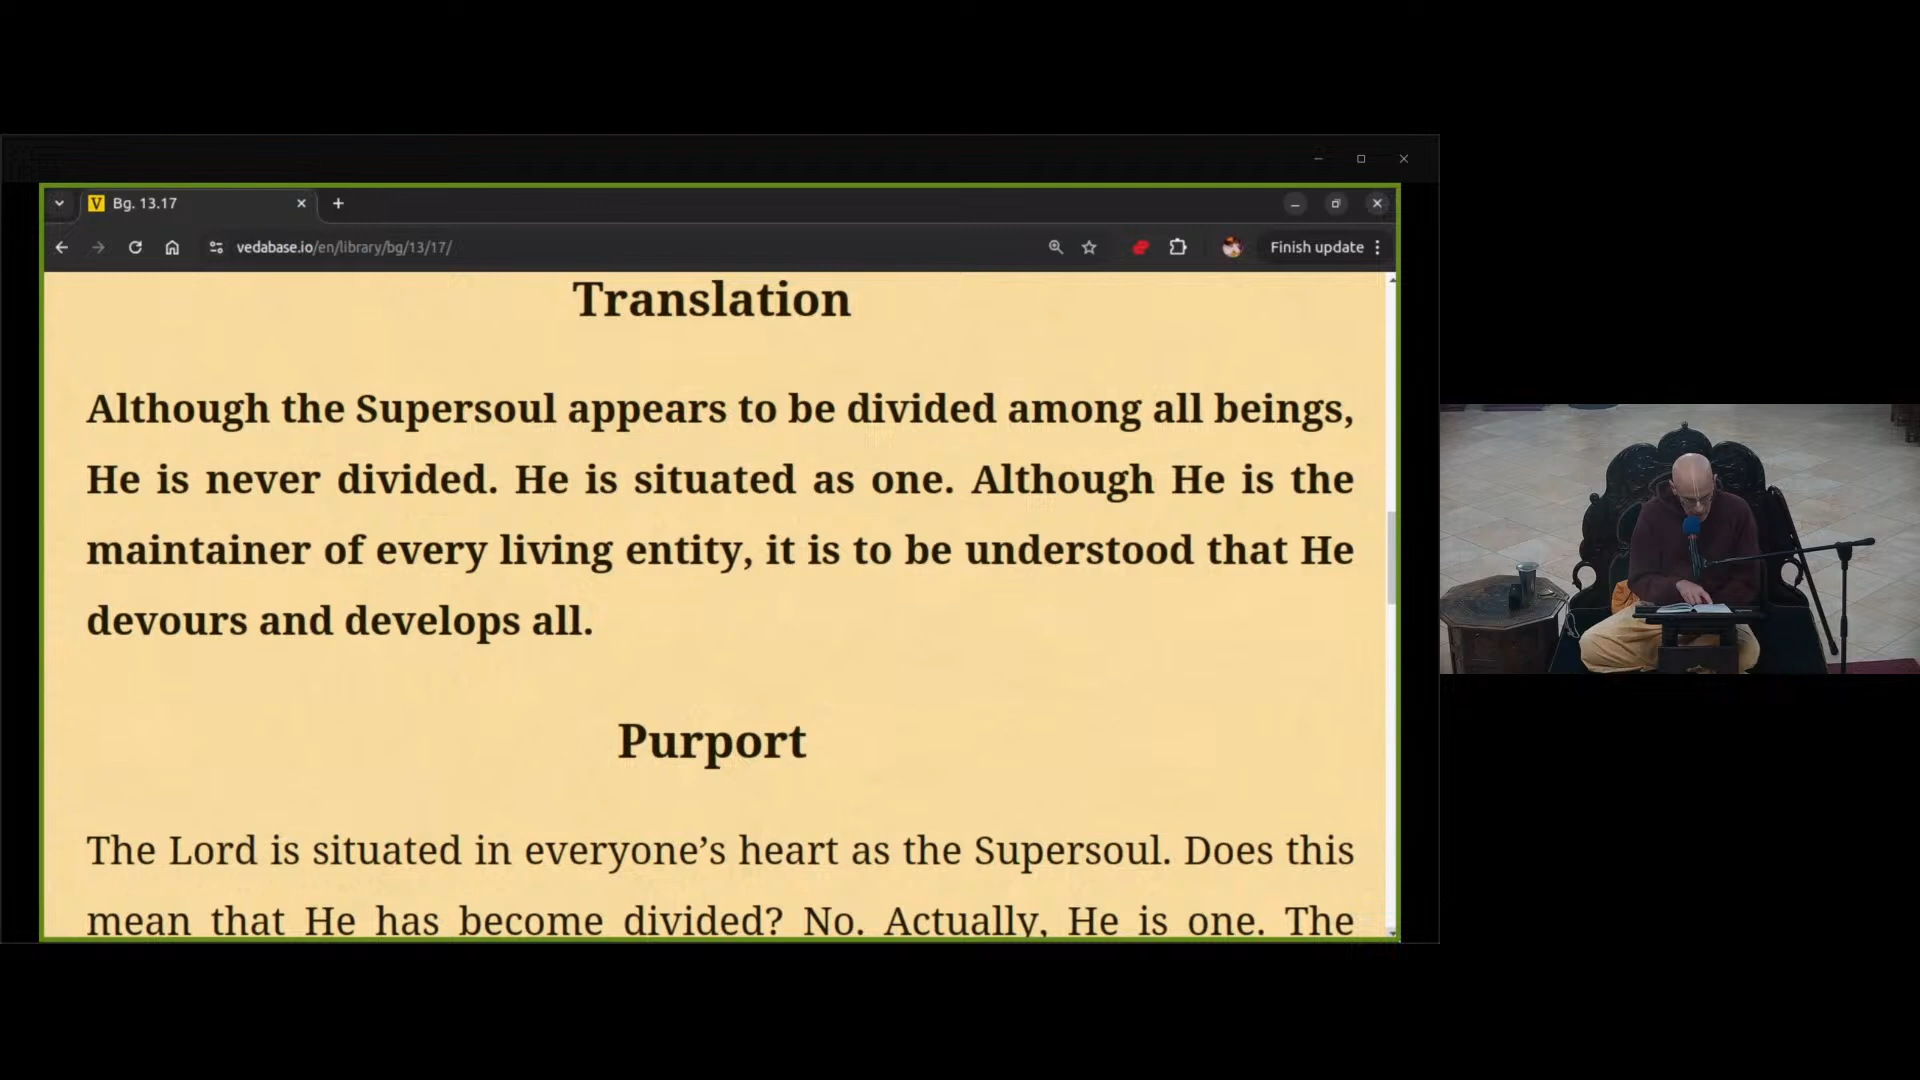 Bg. 13.17
vedabase.io/en/library/bg/13/17/
Finish update
Translation
Although the Supersoul appears to be divided among all beings,
He is never divided. He is situated as one. Although He is the
maintainer of every living entity, it is to be understood that He
devours and develops all.
Purport
The Lord is situated in everyone’s heart as the Supersoul. Does this
mean that He has become divided? No. Actually, He is one. The